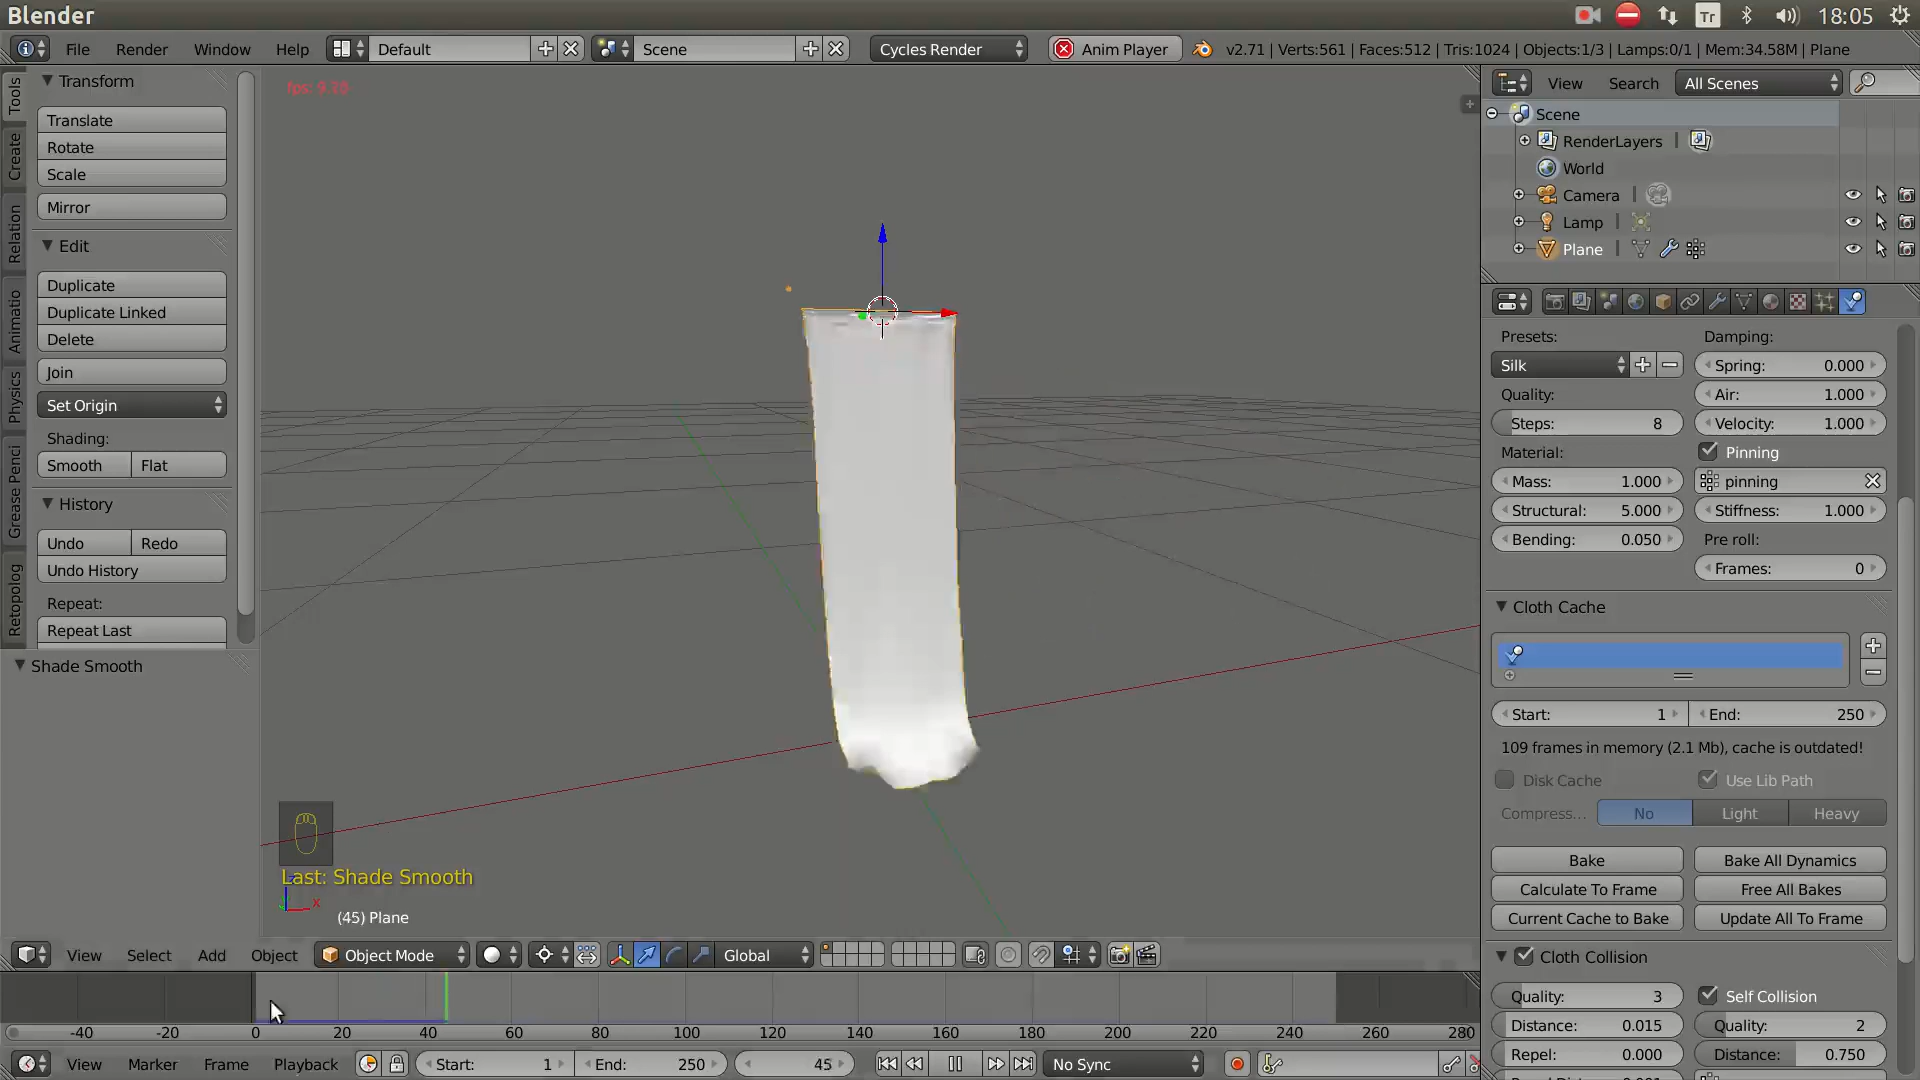 Blender
Tr
18:05
File Render Window Help
Default
Scene
Cycles Render
Anim Player
v2.71 | Verts:561 | Faces:512 | Tris:1024 | Objects:1/3 | Lamps:0/1 | Mem:34.58M | Plane
Tools
Create
Relation
Animatio
Physics
Grease Penci
Retopolog
Transform
Translate
Rotate
Scale
Mirror
Edit
Duplicate
Duplicate Linked
Delete
Join
Set Origin
Shading:
Smooth Flat
History
Undo Redo
Undo History
Repeat:
Repeat Last
Shade Smooth
Last: Shade Smooth
x
(45) Plane
View Search All Scenes
Scene
RenderLayers
World
Camera
Lamp
Plane
Presets:
Silk
Quality:
Steps: 8
Material:
Mass: 1.000
Structural: 5.000
Bending: 0.050
Damping:
Spring: 0.000
Air: 1.000
Velocity: 1.000
Pinning
pinning
Stiffness: 1.000
Pre roll:
Frames: 0
Cloth Cache
Start: 1 End: 250
109 frames in memory (2.1 Mb), cache is outdated!
Disk Cache Use Lib Path
Compress... No Light Heavy
Bake Bake All Dynamics
Calculate To Frame Free All Bakes
Current Cache to Bake Update All To Frame
Cloth Collision
Quality: 3 Self Collision
Distance: 0.015 Quality: 2
Repel: 0.000 Distance: 0.750
View Select Add Object Object Mode Global
-40 -20 0 20 40 60 80 100 120 140 160 180 200 220 240 260 280
View Marker Frame Playback Start: 1 End: 250 45 No Sync